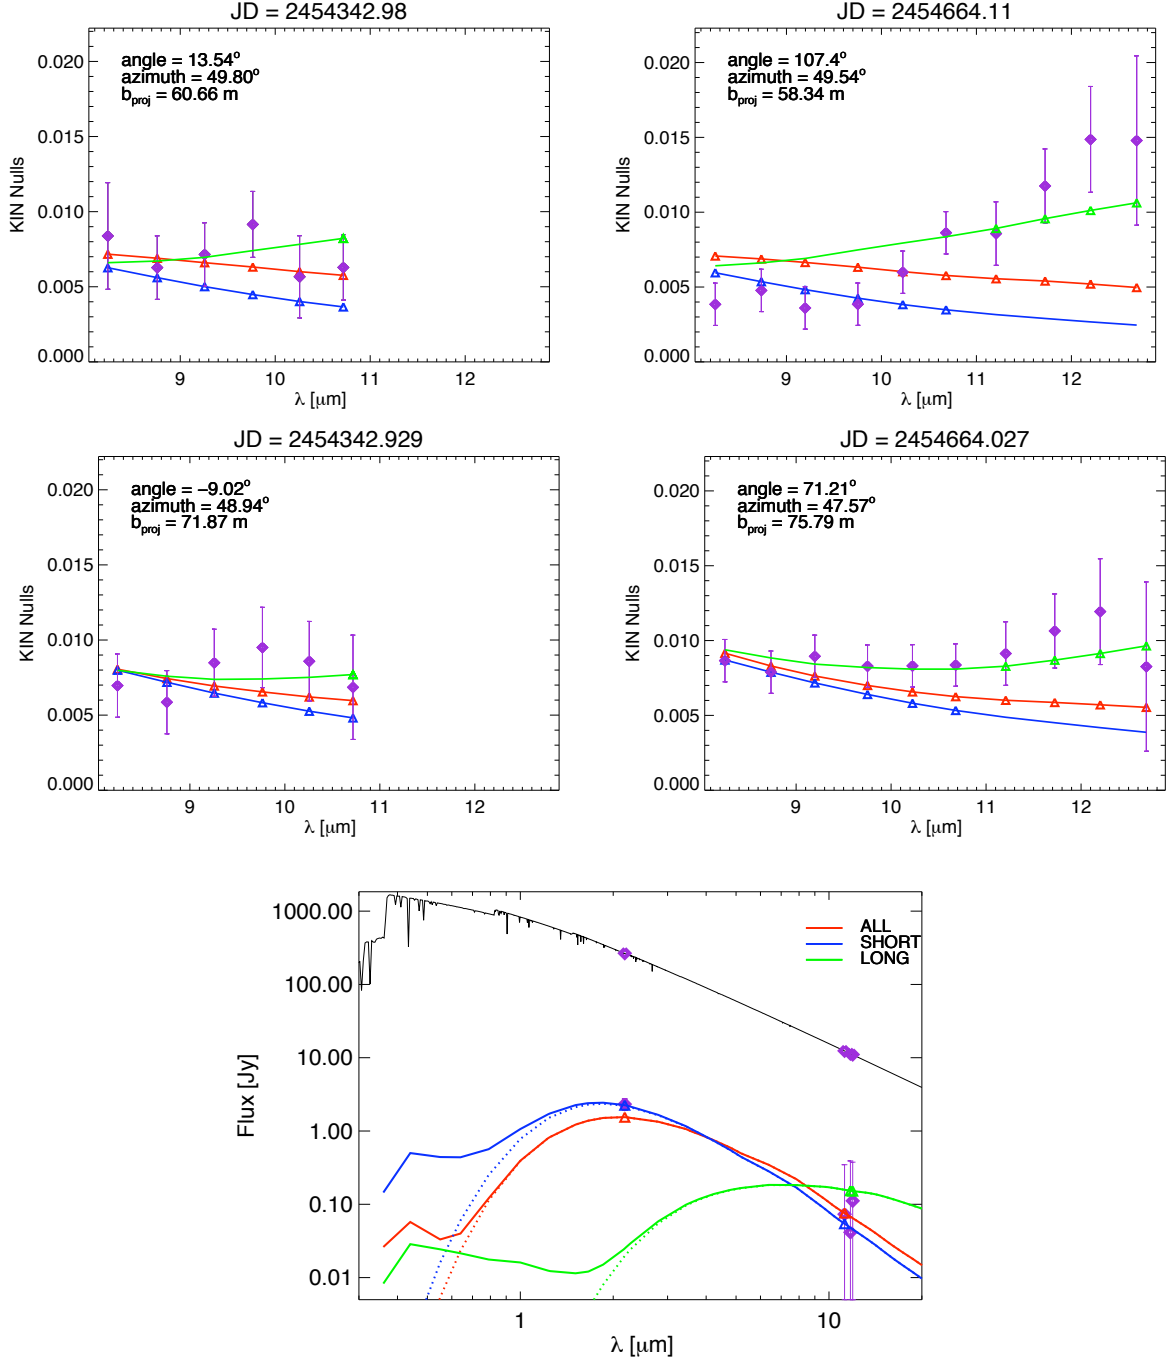 JD = 2454342.98
angle = 13.54°
azimuth = 49.80°
b_proj = 60.66 m
KIN Nulls
0.020
0.015
0.010
0.005
0.000
9 10 11 12
λ [μm]
JD = 2454664.11
angle = 107.4°
azimuth = 49.54°
b_proj = 58.34 m
KIN Nulls
0.020
0.015
0.010
0.005
0.000
9 10 11 12
λ [μm]
JD = 2454342.929
angle = −9.02°
azimuth = 48.94°
b_proj = 71.87 m
KIN Nulls
0.020
0.015
0.010
0.005
0.000
9 10 11 12
λ [μm]
JD = 2454664.027
angle = 71.21°
azimuth = 47.57°
b_proj = 75.79 m
KIN Nulls
0.020
0.015
0.010
0.005
0.000
9 10 11 12
λ [μm]
ALL
SHORT
LONG
Flux [Jy]
1000.00
100.00
10.00
1.00
0.10
0.01
1 10
λ [μm]